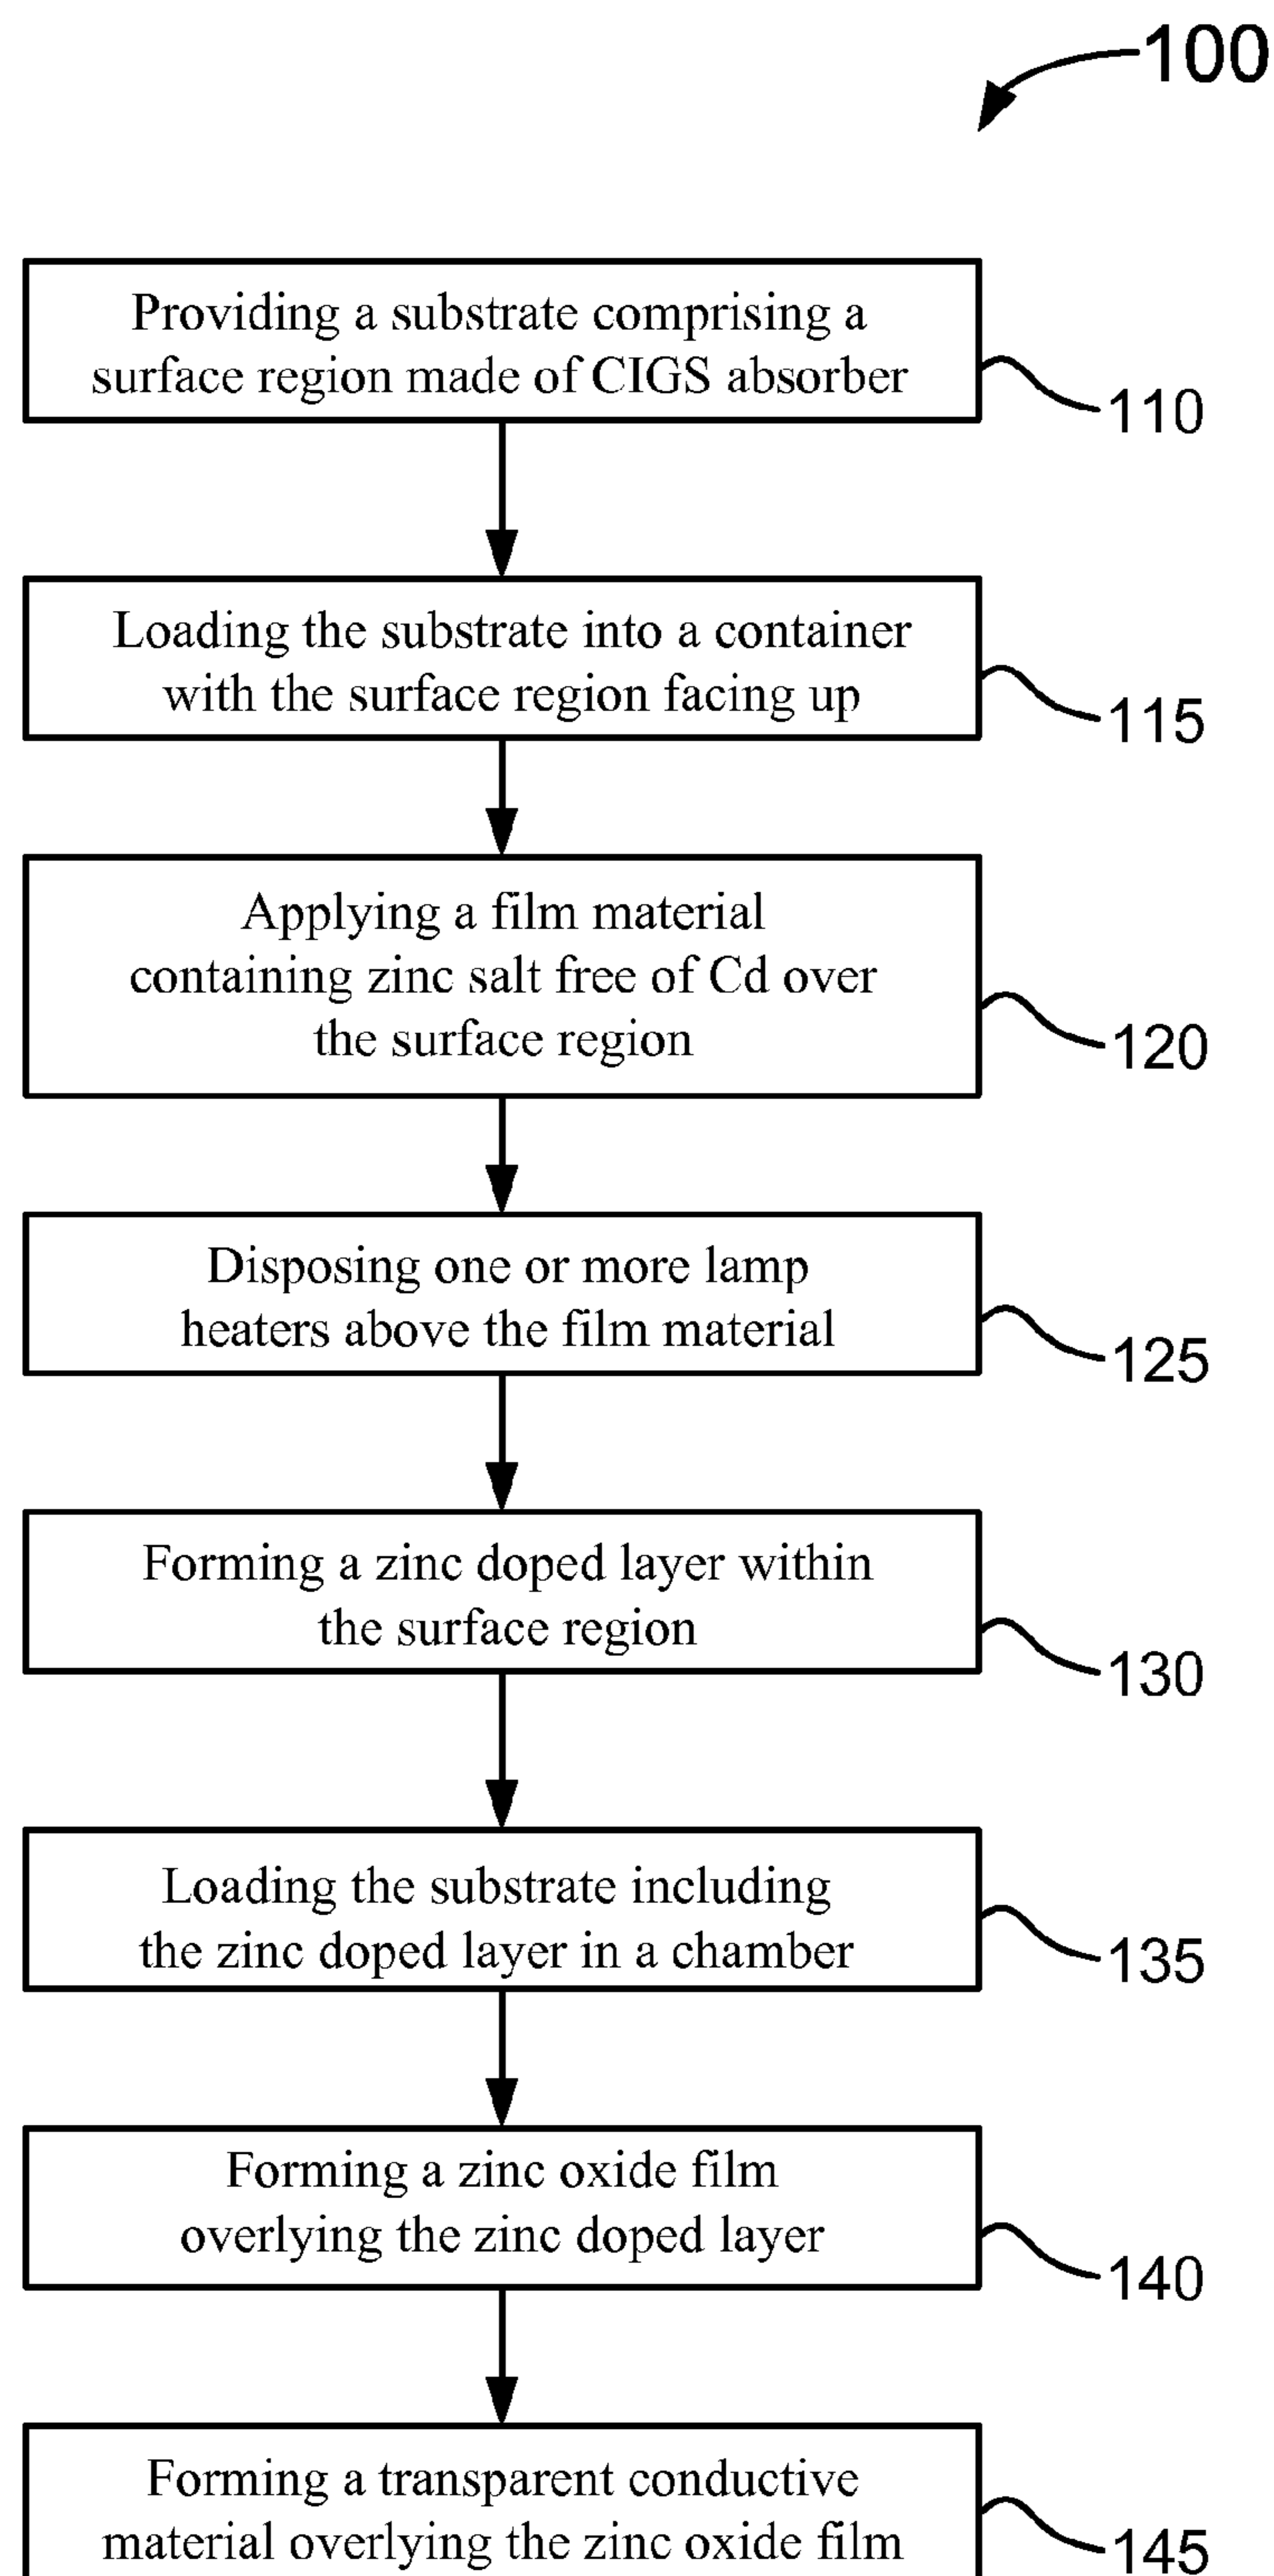 100
Providing a substrate comprising a
surface region made of CIGS absorber
110
Loading the substrate into a container
with the surface region facing up
115
Applying a film material
containing zinc salt free of Cd over
the surface region
120
Disposing one or more lamp
heaters above the film material
125
Forming a zinc doped layer within
the surface region
130
Loading the substrate including
the zinc doped layer in a chamber
135
Forming a zinc oxide film
overlying the zinc doped layer
140
Forming a transparent conductive
material overlying the zinc oxide film
145